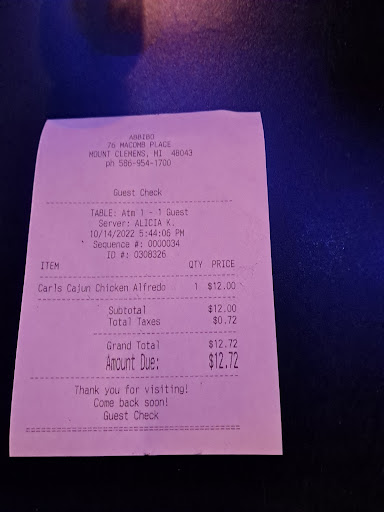 ABBIBO
76 MACOMB PLACE
MOUNT CLEMENS, MI 48043
ph 586-954-1700
Guest Check
TABLE: Atm 1 - 1 Guest
Server: ALICIA K.
10/14/2022 5:44:06 PM
Sequence #: 0000034
ID #: 0308326
ITEM QTY PRICE
Carls Cajun Chicken Alfredo 1 $12.00
Subtotal $12.00
Total Taxes $0.72
Grand Total $12.72
Amount Due: $12.72
Thank you for visiting!
Come back soon!
Guest Check